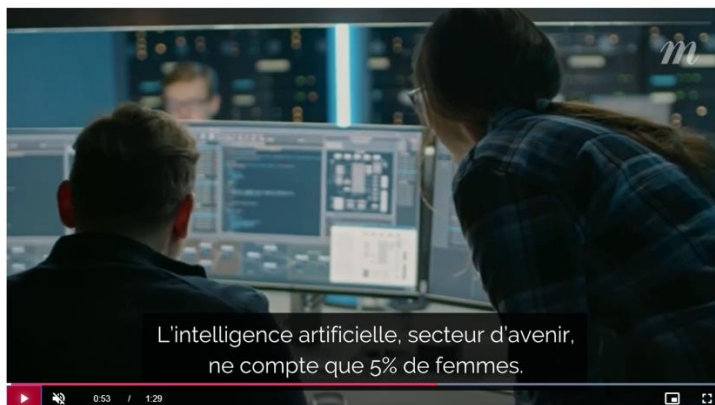 m
L'intelligence artificielle, secteur d'avenir,
ne compte que 5% de femmes.
0:53 / 1:29